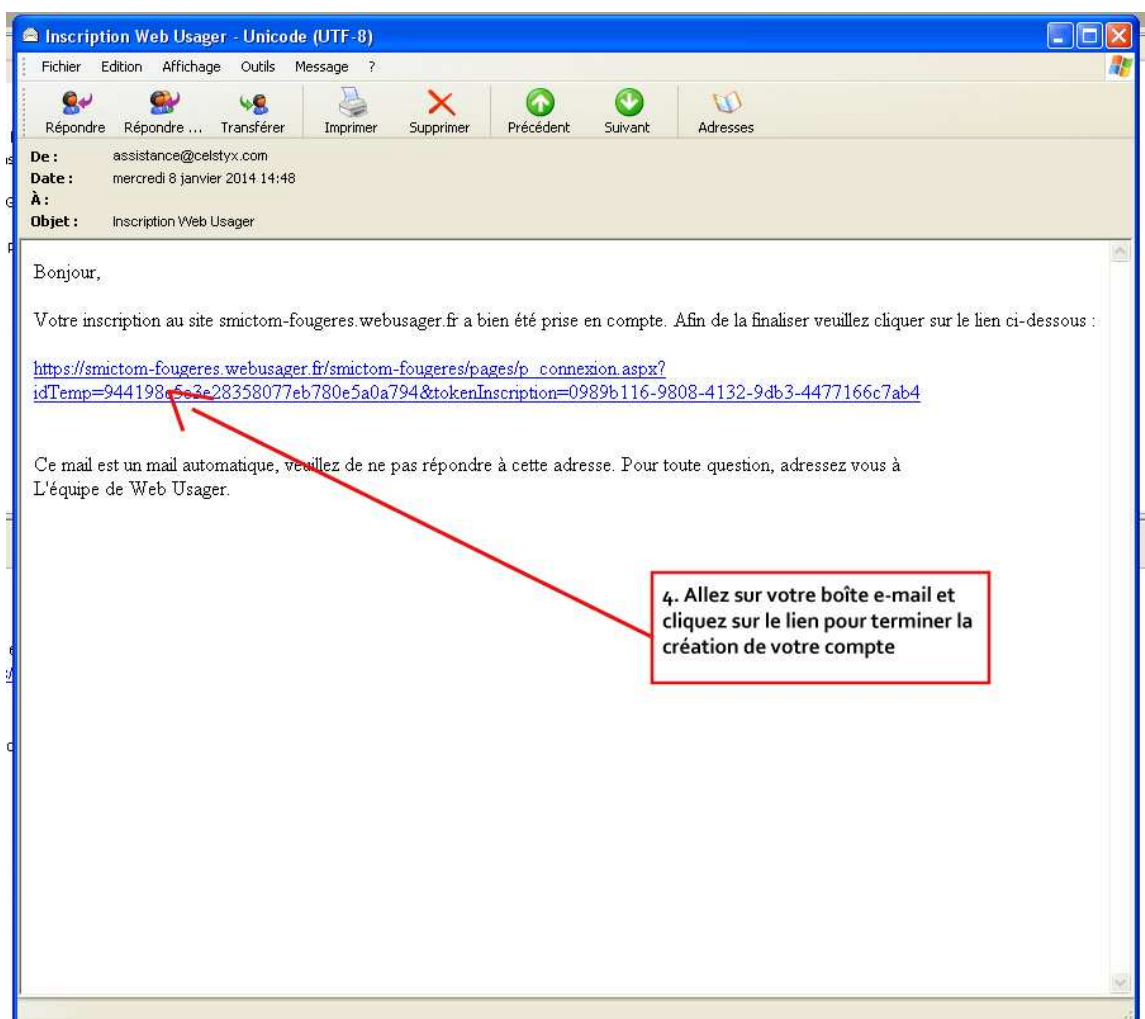 Inscription Web Usager - Unicode (UTF-8)
Fichier Edition Affichage Outils Message ?
Répondre Répondre ... Transférer Imprimer Supprimer Précédent Suivant Adresses
De : assistance@celstyx.com
Date : mercredi 8 janvier 2014 14:48
À :
Objet : Inscription Web Usager
Bonjour,
Votre inscription au site smictom-fougeres.webusager.fr a bien été prise en compte. Afin de la finaliser veuillez cliquer sur le lien ci-dessous :
https://smictom-fougeres.webusager.fr/smictom-fougeres/pages/p_connexion.aspx?
idTemp=944198c5e3e28358077eb780e5a0a794&tokenInscription=0989b116-9808-4132-9db3-4477166c7ab4
Ce mail est un mail automatique, veuillez de ne pas répondre à cette adresse. Pour toute question, adressez vous à
L'équipe de Web Usager.
4. Allez sur votre boîte e-mail et
cliquez sur le lien pour terminer la
création de votre compte